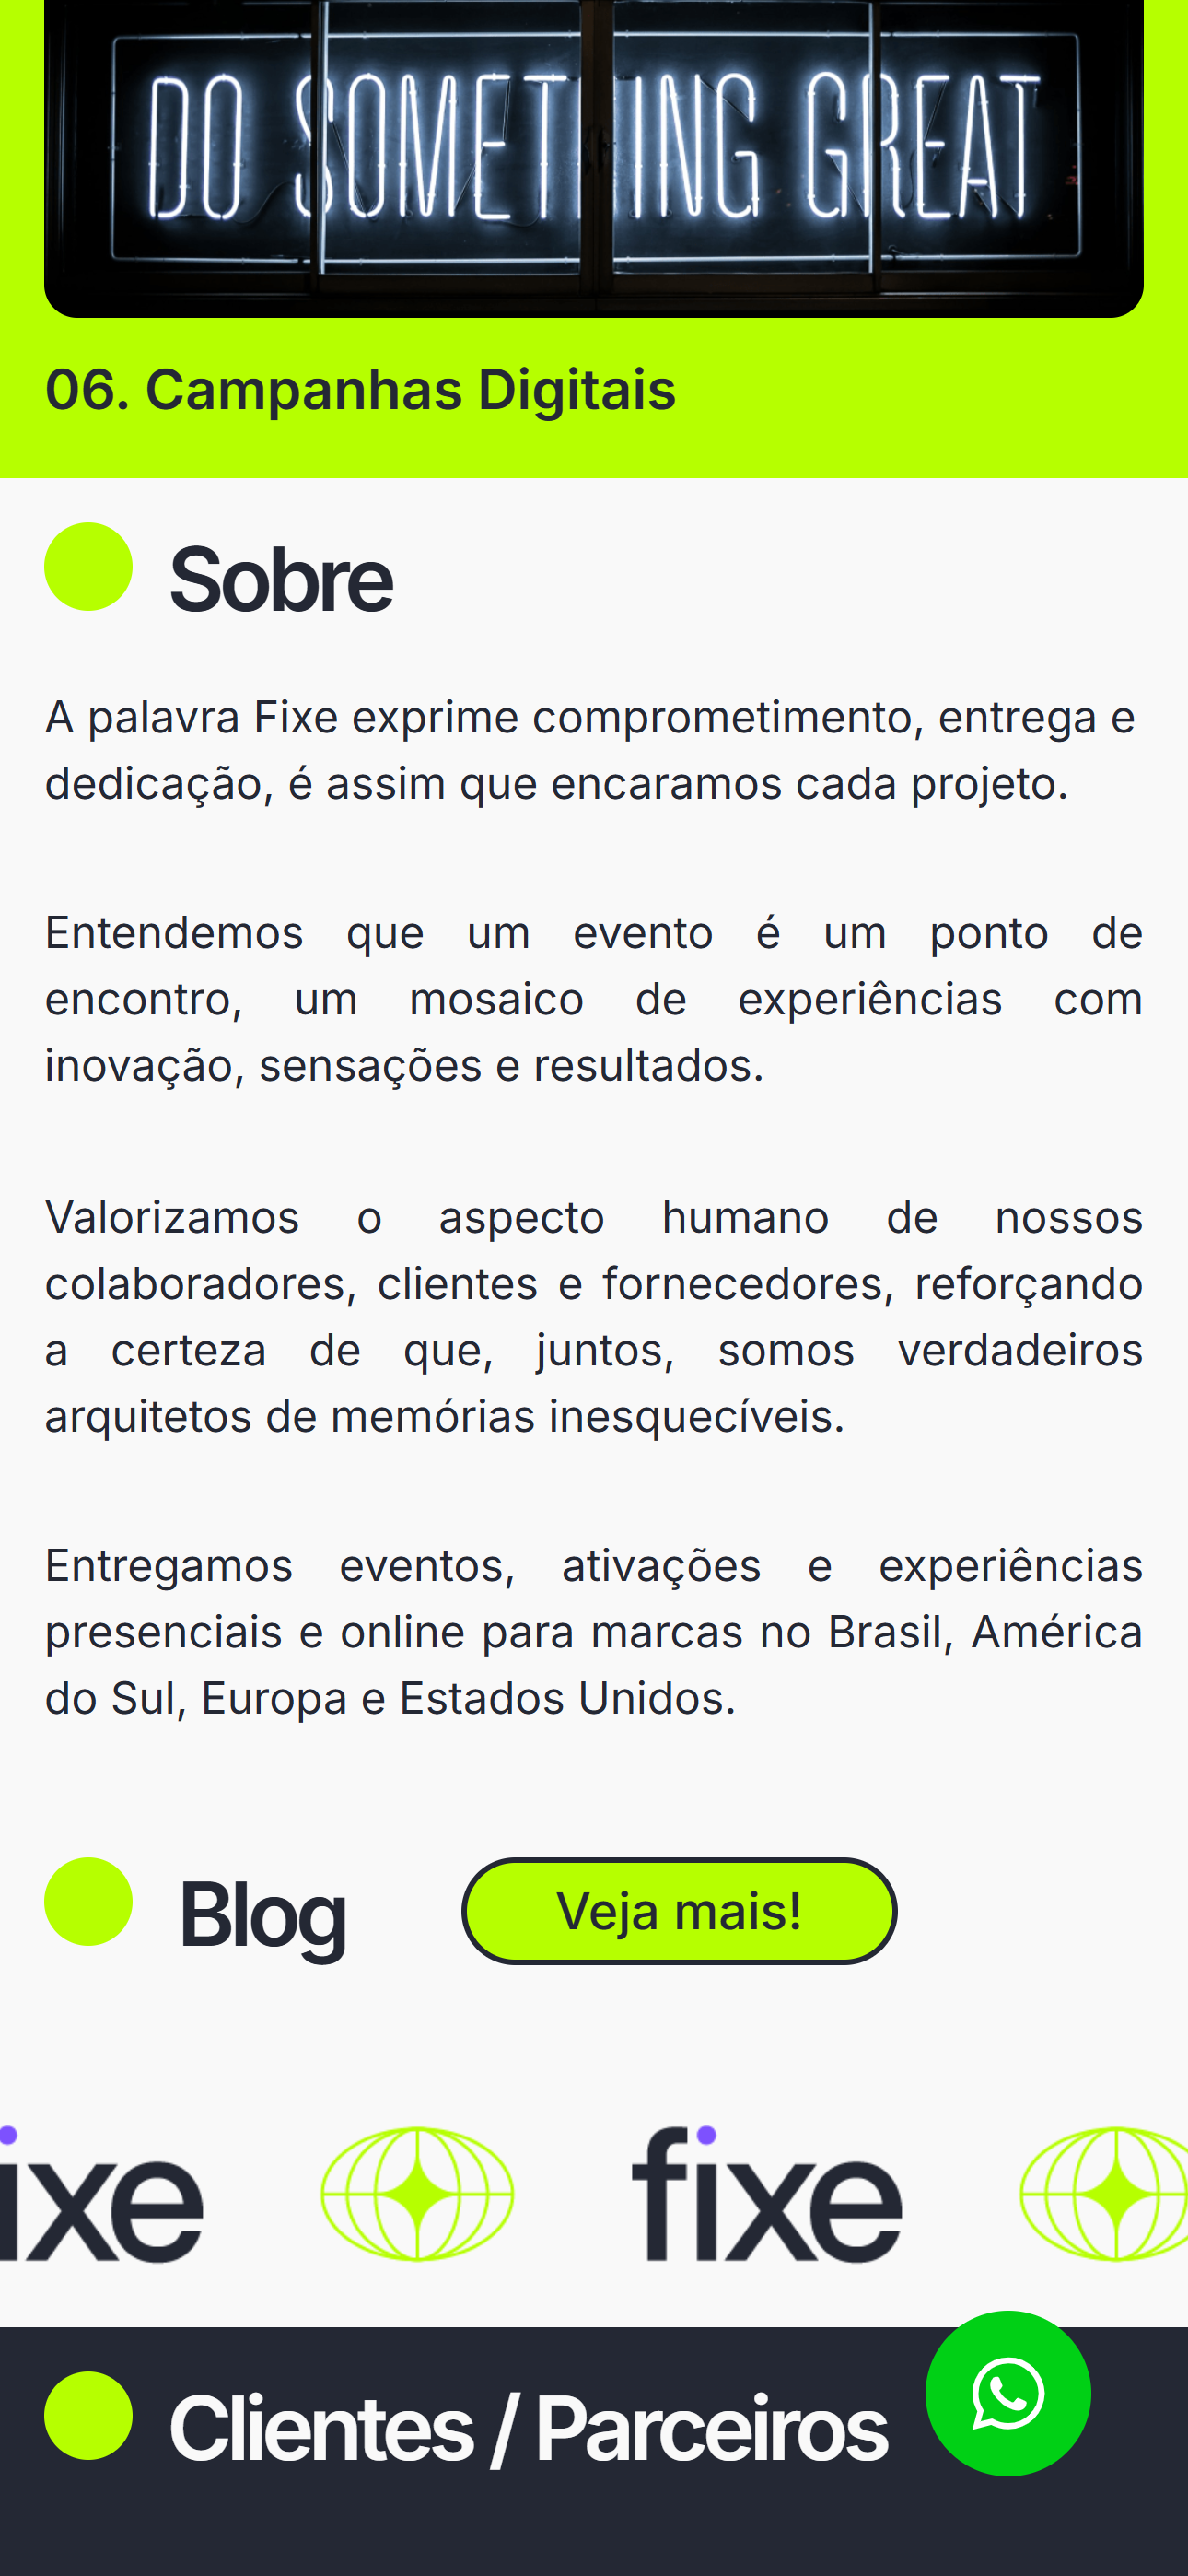 DO SOMETHING GREAT
06. Campanhas Digitais
Sobre
A palavra Fixe exprime comprometimento, entrega e
dedicação, é assim que encaramos cada projeto.
Entendemos que um evento é um ponto de
encontro, um mosaico de experiências com
inovação, sensações e resultados.
Valorizamos o aspecto humano de nossos
colaboradores, clientes e fornecedores, reforçando
a certeza de que, juntos, somos verdadeiros
arquitetos de memórias inesquecíveis.
Entregamos eventos, ativações e experiências
presenciais e online para marcas no Brasil, América
do Sul, Europa e Estados Unidos.
Blog
Veja mais!
ixe fixe
Clientes / Parceiros